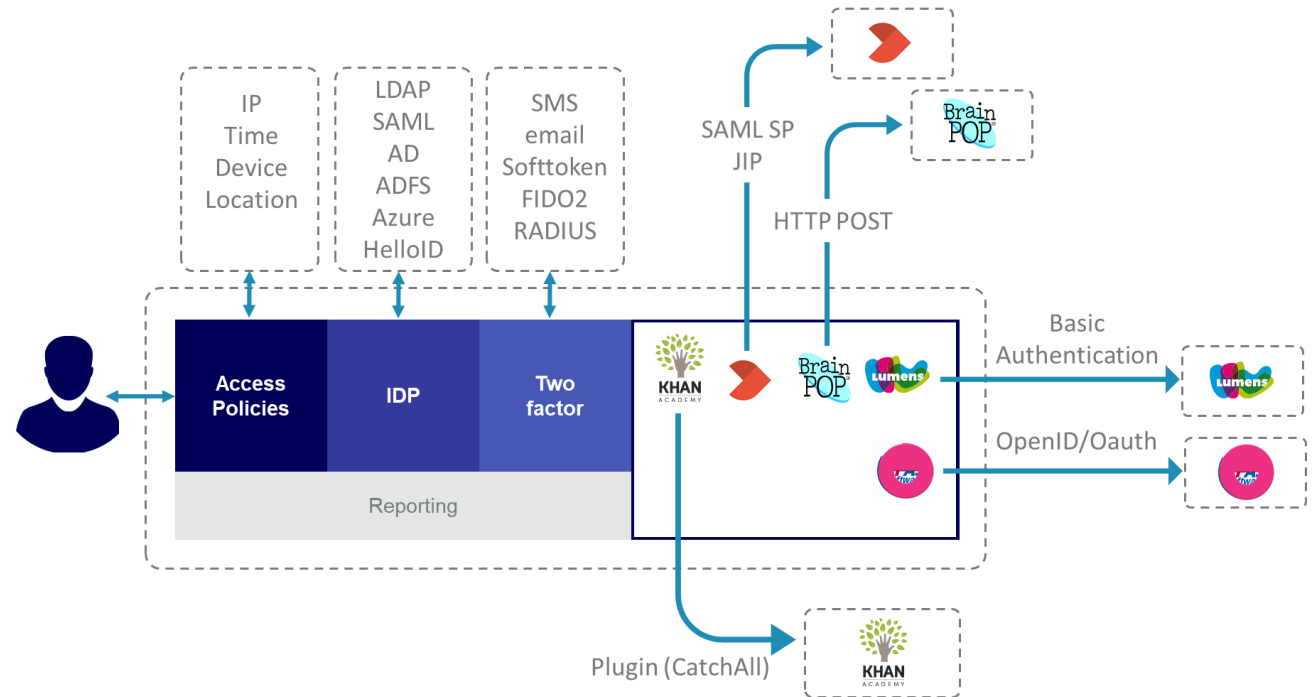 IP
Time
Device
Location
LDAP
SAML
AD
ADFS
Azure
HelloID
SMS
email
Softtoken
FIDO2
RADIUS
SAML SP
JIP
Brain
POP
HTTP POST
Access
Policies
IDP
Two
factor
Reporting
KHAN
ACADEMY
Brain
POP
LUMENS
Basic
Authentication
LUMENS
OpenID/Oauth
Plugin (CatchAll)
KHAN
ACADEMY